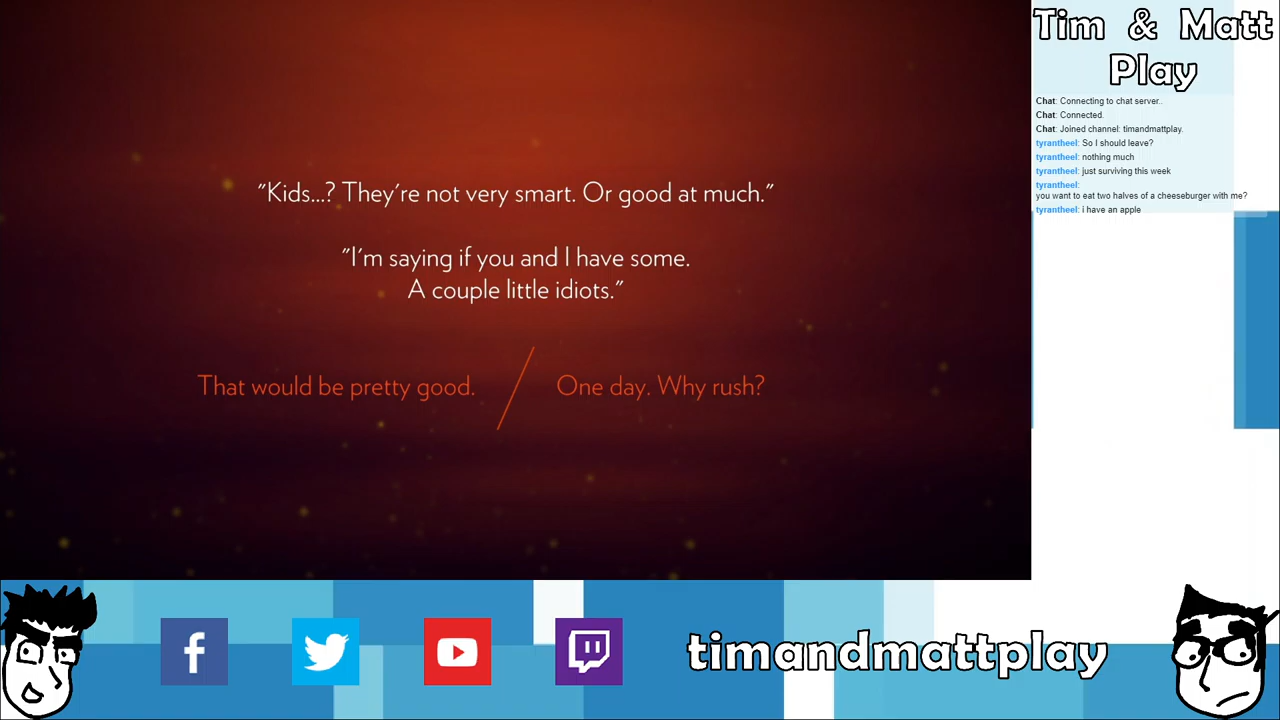 "Kids...? They're not very smart. Or good at much."
"I'm saying if you and I have some.
A couple little idiots."
That would be pretty good.
One day. Why rush?
Tim & Matt
Play
Chat: Connecting to chat server..
Chat: Connected.
Chat: Joined channel: timandmattplay.
tyrantheel: So I should leave?
tyrantheel: nothing much
tyrantheel: just surviving this week
tyrantheel:
you want to eat two halves of a cheeseburger with me?
tyrantheel: i have an apple
timandmattplay